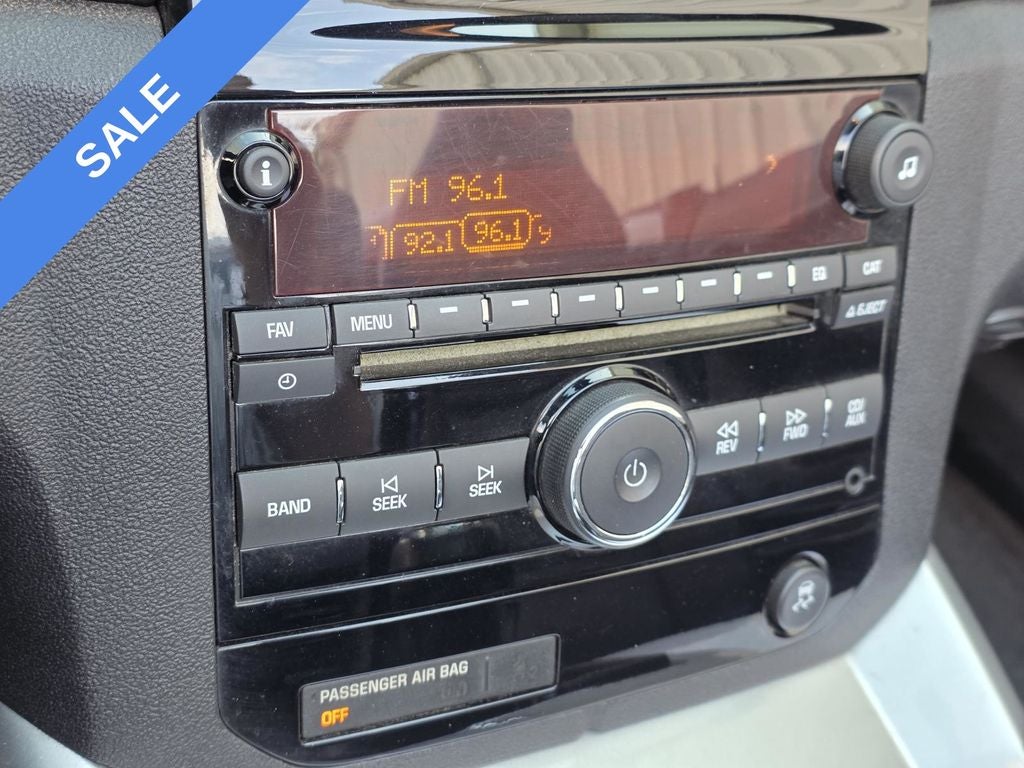 SALE
i
FM 96.1
92.1 96.1 9
FAV
MENU
EQ
CAT
EJECT
BAND
SEEK
SEEK
REV
FWD
CD/
AUX
PASSENGER AIR BAG
OFF